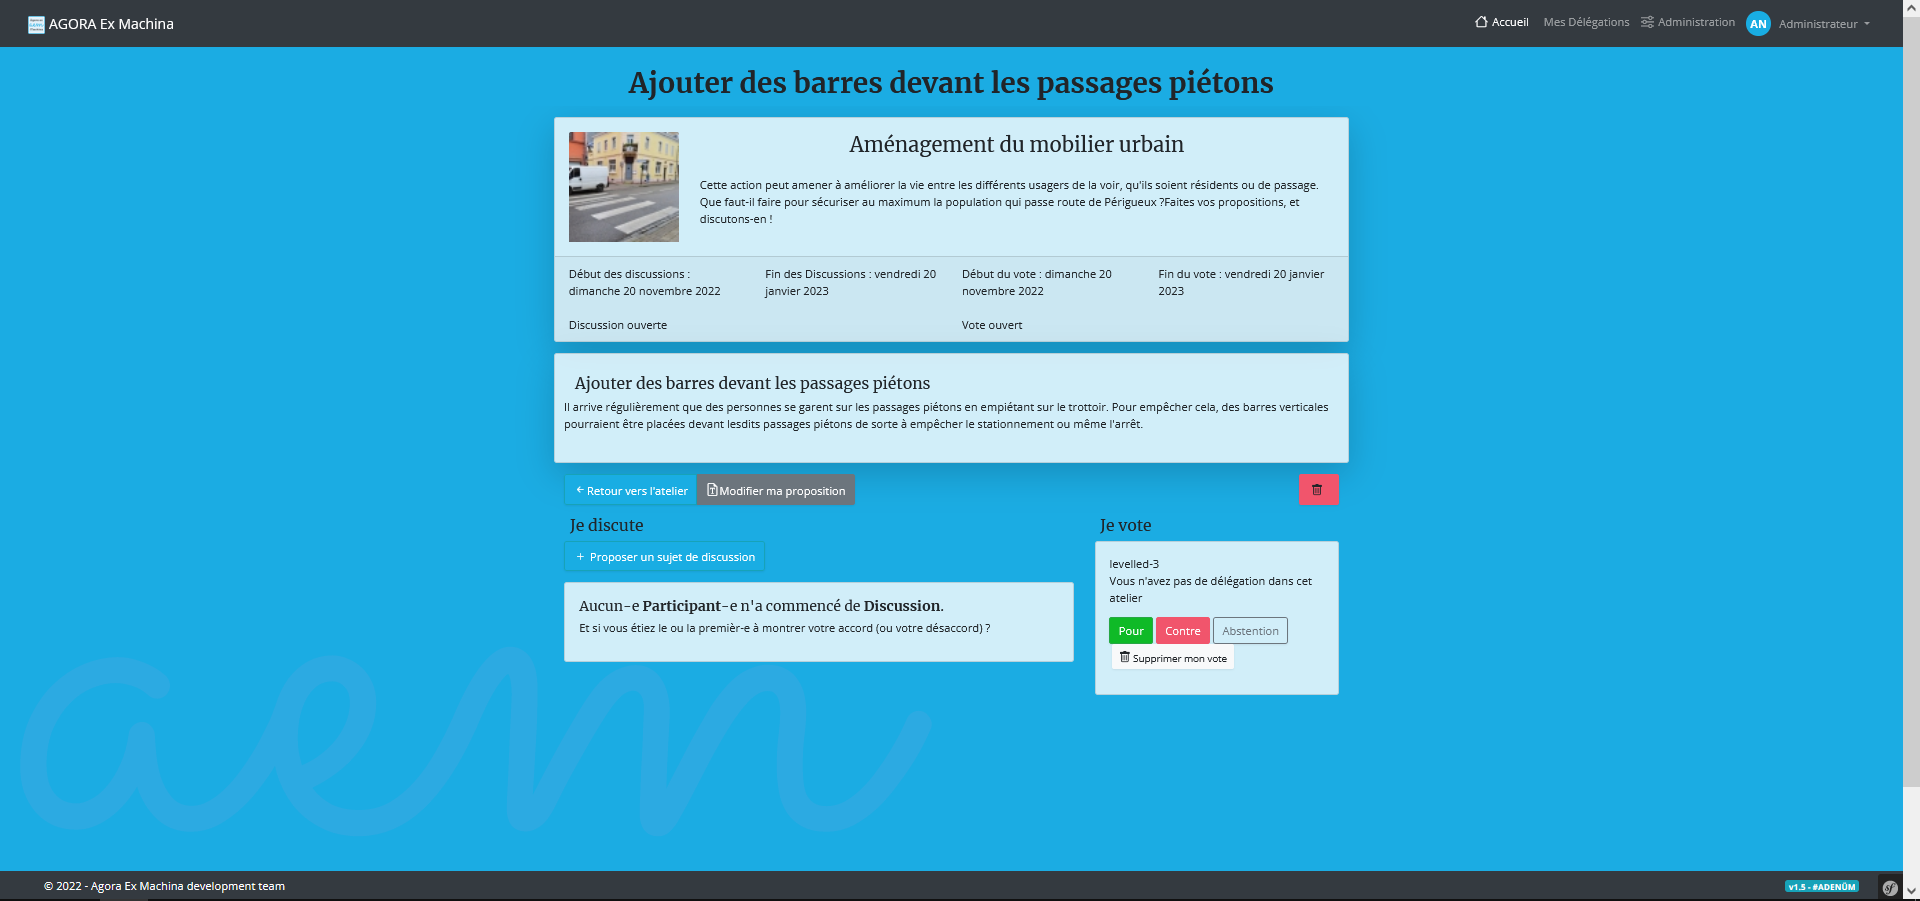 AGORA Ex Machina
Accueil
Mes Délégations
Administration
AN
Administrateur
Ajouter des barres devant les passages piétons
Aménagement du mobilier urbain
Cette action peut amener à améliorer la vie entre les différents usagers de la voir, qu'ils soient résidents ou de passage.
Que faut-il faire pour sécuriser au maximum la population qui passe route de Périgueux ?Faites vos propositions, et
discutons-en !
Début des discussions :
dimanche 20 novembre 2022
Fin des Discussions : vendredi 20
janvier 2023
Début du vote : dimanche 20
novembre 2022
Fin du vote : vendredi 20 janvier
2023
Discussion ouverte
Vote ouvert
Ajouter des barres devant les passages piétons
Il arrive régulièrement que des personnes se garent sur les passages piétons en empiétant sur le trottoir. Pour empêcher cela, des barres verticales
pourraient être placées devant lesdits passages piétons de sorte à empêcher le stationnement ou même l'arrêt.
Retour vers l'atelier
Modifier ma proposition
Je discute
+ Proposer un sujet de discussion
Aucun-e Participant-e n'a commencé de Discussion.
Et si vous étiez le ou la première-e à montrer votre accord (ou votre désaccord) ?
Je vote
levelled-3
Vous n'avez pas de délégation dans cet
atelier
Pour
Contre
Abstention
Supprimer mon vote
aem
© 2022 - Agora Ex Machina development team
v1.5 - #ADENÛM
sf